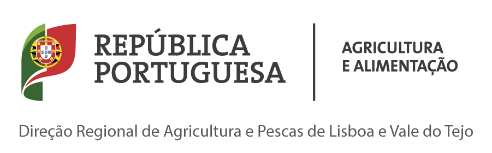 REPÚBLICA
PORTUGUESA
AGRICULTURA
E ALIMENTAÇÃO
Direção Regional de Agricultura e Pescas de Lisboa e Vale do Tejo